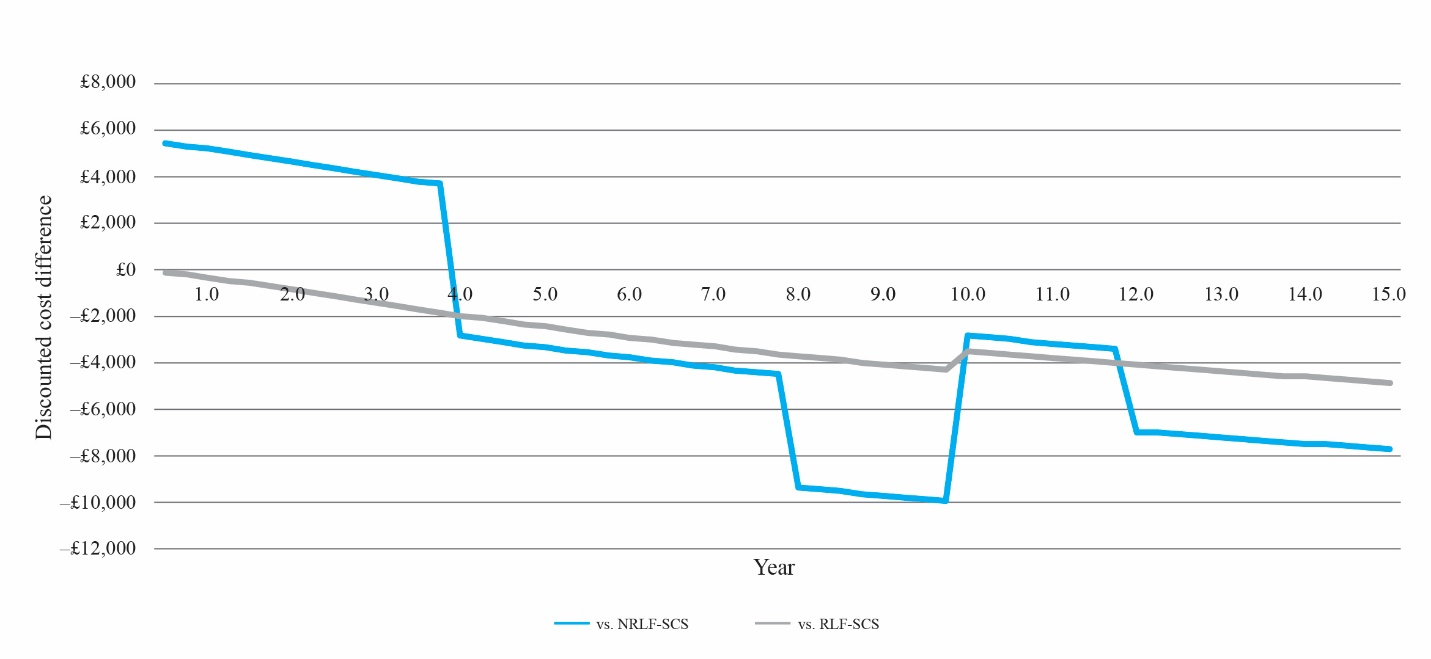 £8,000
£6,000
£4,000
£2,000
£0
–£2,000
–£4,000
–£6,000
–£8,000
–£10,000
–£12,000
Discounted cost difference
1.0 2.0 3.0 4.0 5.0 6.0 7.0 8.0 9.0 10.0 11.0 12.0 13.0 14.0 15.0
Year
vs. NRLF-SCS vs. RLF-SCS